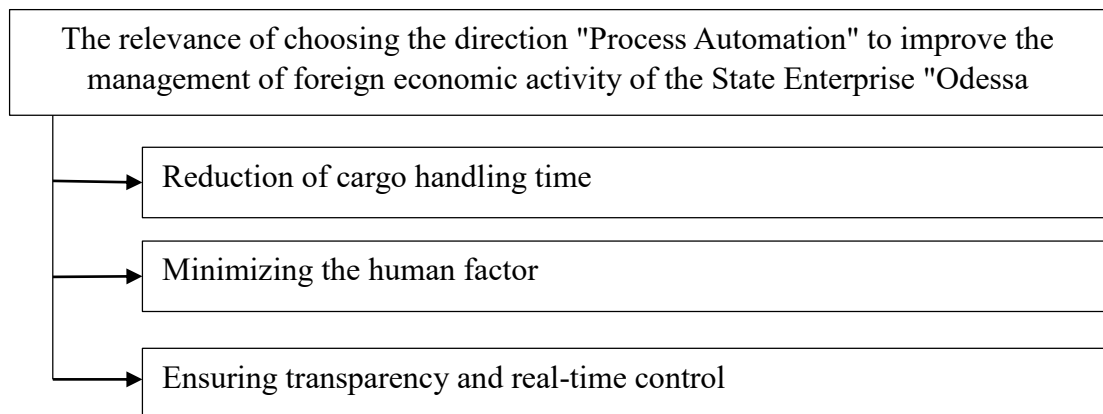 The relevance of choosing the direction "Process Automation" to improve the
management of foreign economic activity of the State Enterprise "Odessa
Reduction of cargo handling time
Minimizing the human factor
Ensuring transparency and real-time control